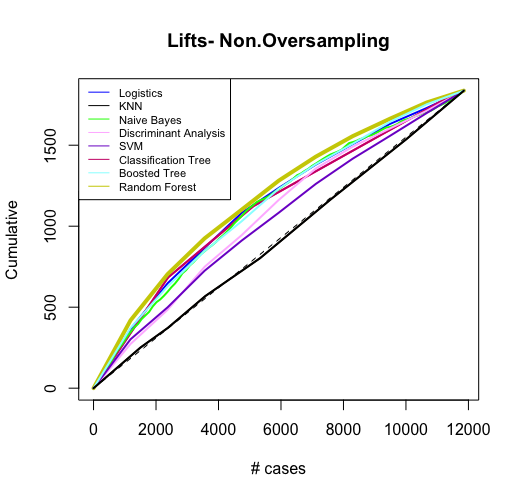 Lifts- Non.Oversampling
Logistics
KNN
Naive Bayes
Discriminant Analysis
SVM
Classification Tree
Boosted Tree
Random Forest
Cumulative
1500
1000
500
0
0 2000 4000 6000 8000 10000 12000
# cases